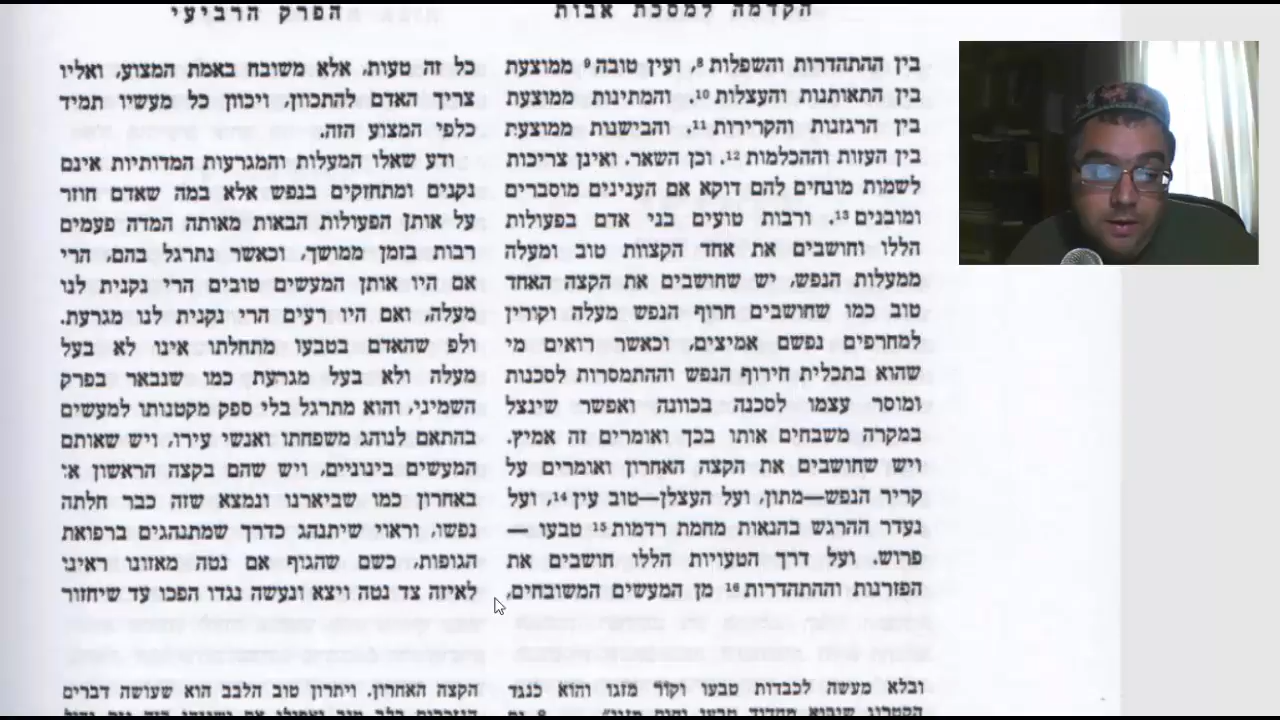 הקדמה למסכת אבות
הפרק הרביעי
בין ההתהדרות והשפלות 8, ועין טובה 9 ממוצעת
בין התאותנות והעצלות 10. והמתינות ממוצעת
בין הרגזנות והקרירות 11. והבישנות ממוצעת
בין העזות וההכלמות 12. וכן השאר. ואינן צריכות
לשמות מונחים להם דוקא אם הענינים מוסברים
ומובנים 13. ורבות טועים בני אדם בפעולות
הללו וחושבים את אחד הקצוות טוב ומעלה
ממעלות הנפש, יש שחושבים את הקצה האחד
טוב כמו שחושבים חרוף הנפש מעלה וקורין
למחרפים נפשם אמיצים, וכאשר רואים מי
שהוא בתכלית חירוף הנפש וההתמסרות לסכנות
ומוסר עצמו לסכנה בכוונה ואפשר שינצל
במקרה משבחים אותו בכך ואומרים זה אמיץ.
ויש שחושבים את הקצה האחרון ואומרים על
קריר הנפש—מתון, ועל העצלן—טוב עין 14, ועל
נעדר ההרגש בהנאות מחמת רדמות 15 טבעו —
פרוש. ועל דרך הטעויות הללו חושבים את
הפזרנות וההתהדרות 16 מן המעשים המשובחים,
כל זה טעות, אלא משובח באמת המצוע, ואליו
צריך האדם להתכוון, ויכוון כל מעשיו תמיד
כלפי המצוע הזה.
ודע שאלו המעלות והמגרעות המדותיות אינם
נקנים ומתחזקים בנפש אלא במה שאדם חוזר
על אותן הפעולות הבאות מאותה המדה פעמים
רבות בזמן ממושך, וכאשר נתרגל בהם, הרי
אם היו אותן המעשים טובים הרי נקנית לנו
מעלה, ואם היו רעים הרי נקנית לנו מגרעת.
ולפ שהאדם בטבעו מתחלתו אינו לא בעל
מעלה ולא בעל מגרעת כמו שנבאר בפרק
השמיני, והוא מתרגל בלי ספק מקטנותו למעשים
בהתאם לנוהג משפחתו ואנשי עירו, ויש שאותם
המעשים בינוניים, ויש שהם בקצה הראשון או
באחרון כמו שביארנו ונמצא שזה כבר חלתה
נפשו, וראוי שיתנהג כדרך שמתנהגים ברפואת
הגופות, כשם שהגוף אם נטה מאזונו ראינו
לאיזה צד נטה ויצא ונעשה נגדו הפכו עד שיחזור
ובלא מעשה לכבדות טבעו וקור מזגו והוא כנגד
הקצה האחרון, ויתרון טוב הלבב הוא שעושה דברים